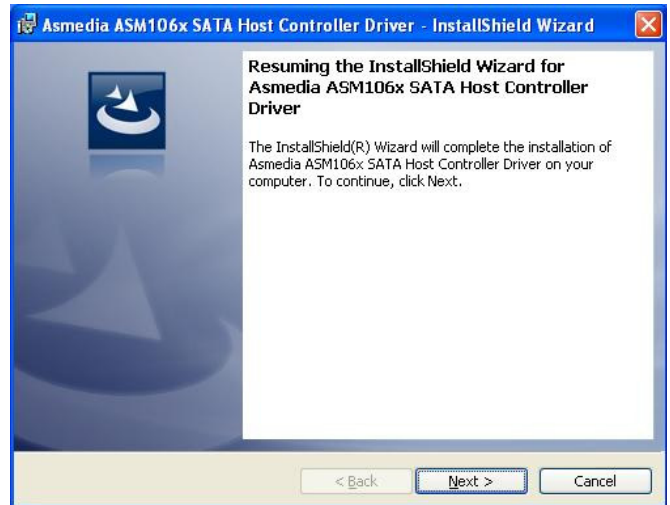 Asmedia ASM106x SATA Host Controller Driver - InstallShield Wizard
Resuming the InstallShield Wizard for
Asmedia ASM106x SATA Host Controller
Driver
The InstallShield(R) Wizard will complete the installation of
Asmedia ASM106x SATA Host Controller Driver on your
computer. To continue, click Next.
< Back Next > Cancel